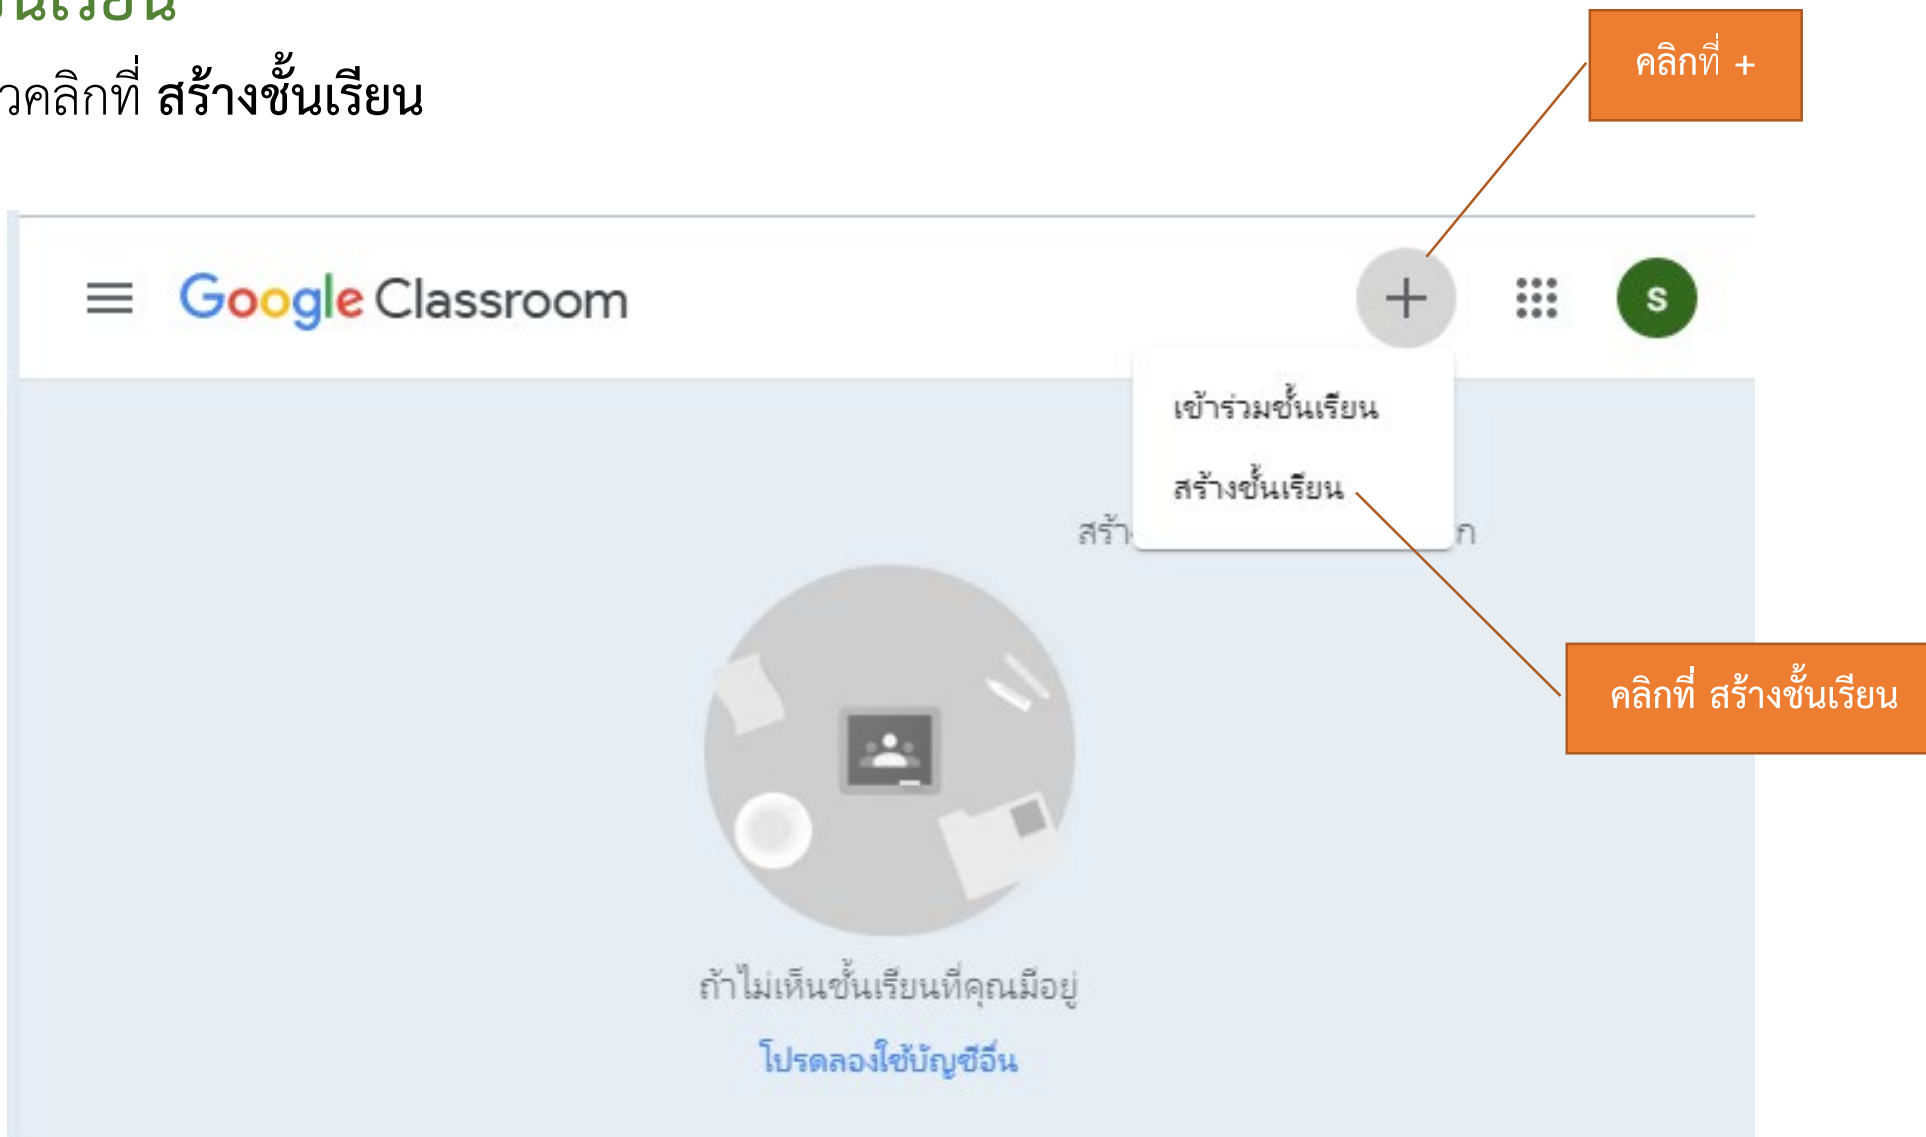 คลิกที่ +
วคลิกที่ สร้างชั้นเรียน
Google Classroom
S
เข้าร่วมชั้นเรียน
สร้างชั้นเรียน
คลิกที่ สร้างชั้นเรียน
ถ้าไม่เห็นชั้นเรียนที่คุณมีอยู่
โปรดลองใช้บัญชีอื่น